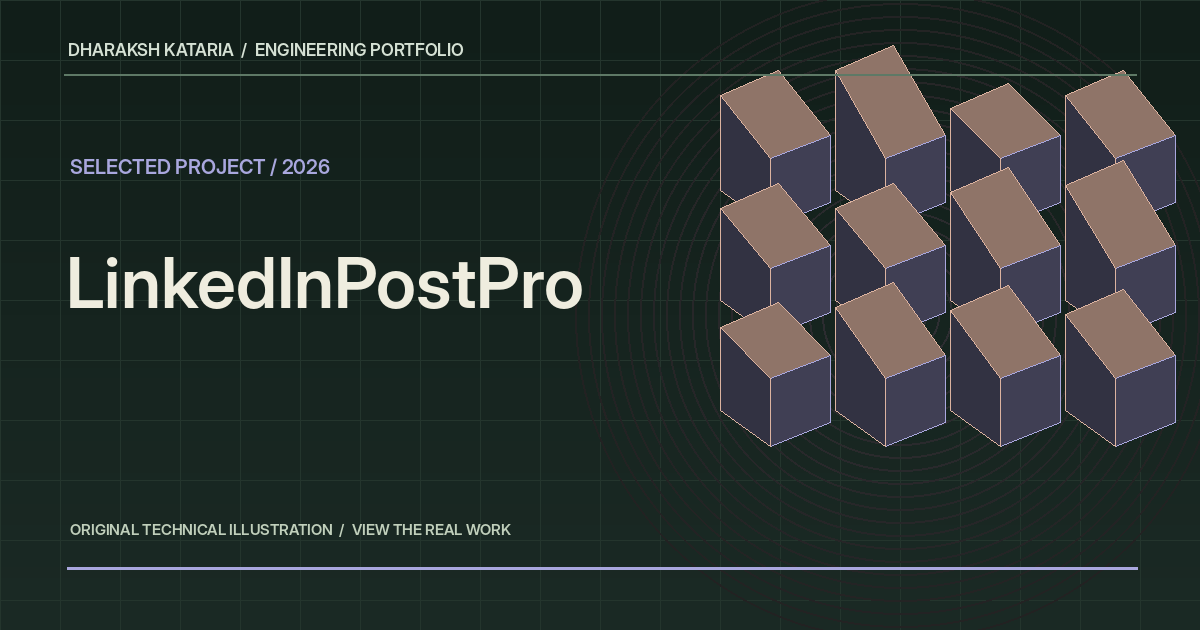 DHARAKSH KATARIA / ENGINEERING PORTFOLIO
SELECTED PROJECT / 2026
LinkedInPostPro
ORIGINAL TECHNICAL ILLUSTRATION / VIEW THE REAL WORK